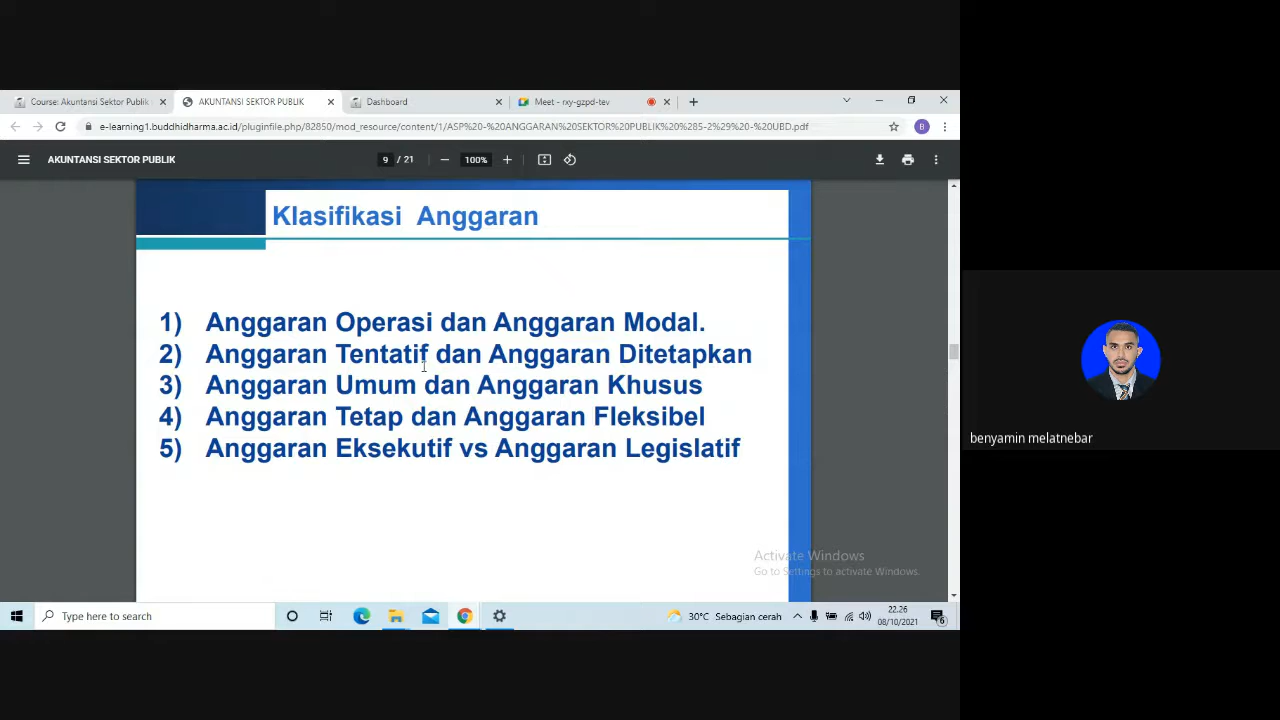 Course: Akuntansi Sektor Publik
AKUNTANSI SEKTOR PUBLIK
Dashboard
Meet - rxy-gzpd-tev
e-learning1.buddhidharma.ac.id/pluginfile.php/82850/mod_resource/content/1/ASP%20-%20ANGGARAN%20SEKTOR%20PUBLIK%20%285-2%29%20-%20UBD.pdf
B
AKUNTANSI SEKTOR PUBLIK
9 / 21
100%
Klasifikasi Anggaran
1) Anggaran Operasi dan Anggaran Modal.
2) Anggaran Tentatif dan Anggaran Ditetapkan
3) Anggaran Umum dan Anggaran Khusus
4) Anggaran Tetap dan Anggaran Fleksibel
5) Anggaran Eksekutif vs Anggaran Legislatif
benyamin melatnebar
Activate Windows
Go to Settings to activate Windows.
Type here to search
30°C Sebagian cerah
22.26
08/10/2021
6